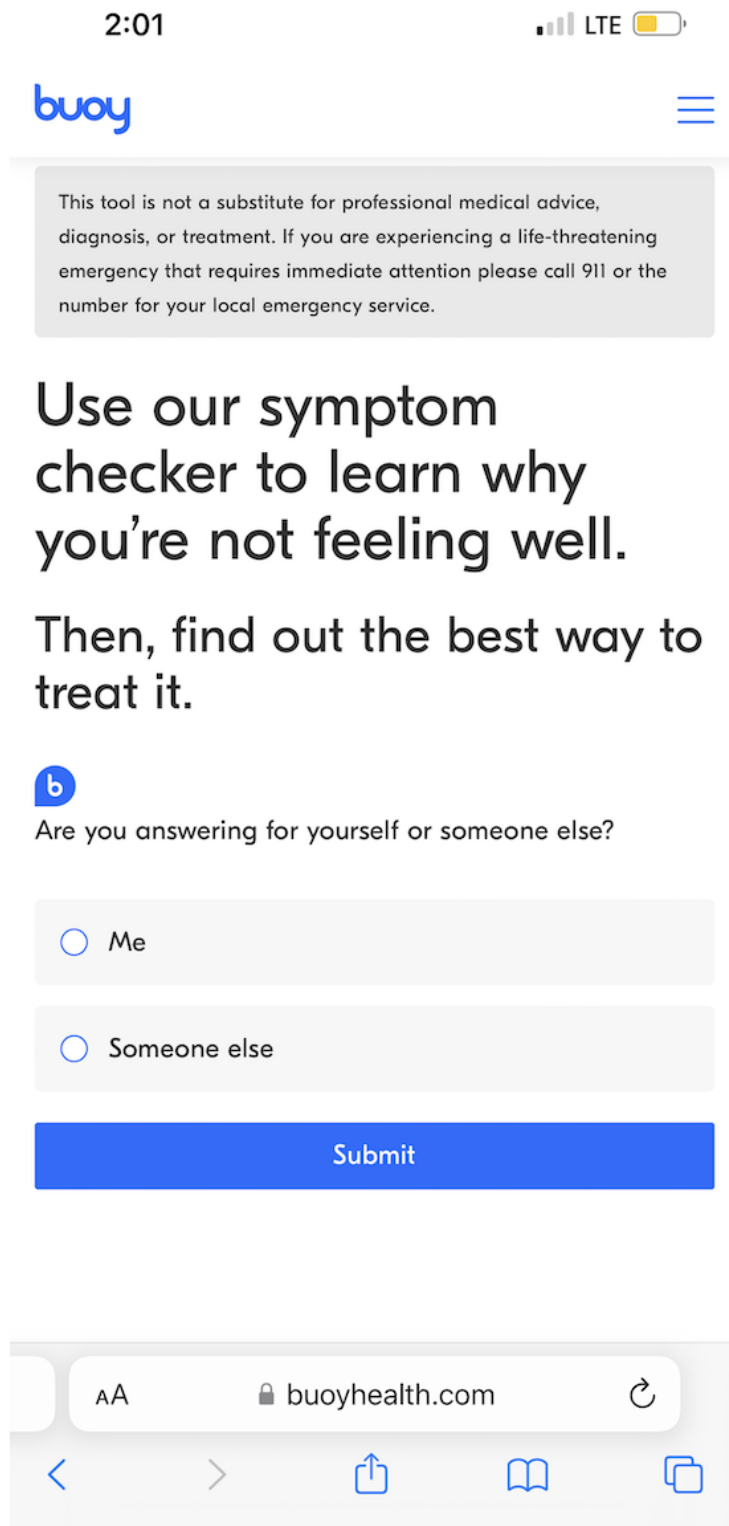 2:01 LTE
buoy
This tool is not a substitute for professional medical advice,
diagnosis, or treatment. If you are experiencing a life-threatening
emergency that requires immediate attention please call 911 or the
number for your local emergency service.
Use our symptom
checker to learn why
you’re not feeling well.
Then, find out the best way to
treat it.
b
Are you answering for yourself or someone else?
Me
Someone else
Submit
AA buoyhealth.com